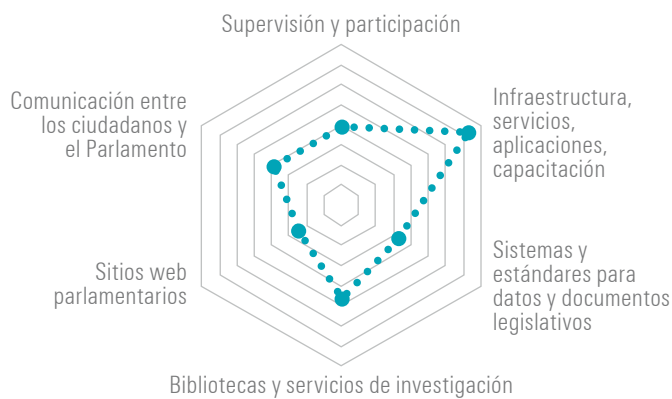 Supervisión y participación
Infraestructura,
servicios,
aplicaciones,
capacitación
Sistemas y
estándares para
datos y documentos
legislativos
Bibliotecas y servicios de investigación
Sitios web
parlamentarios
Comunicación entre
los ciudadanos y
el Parlamento